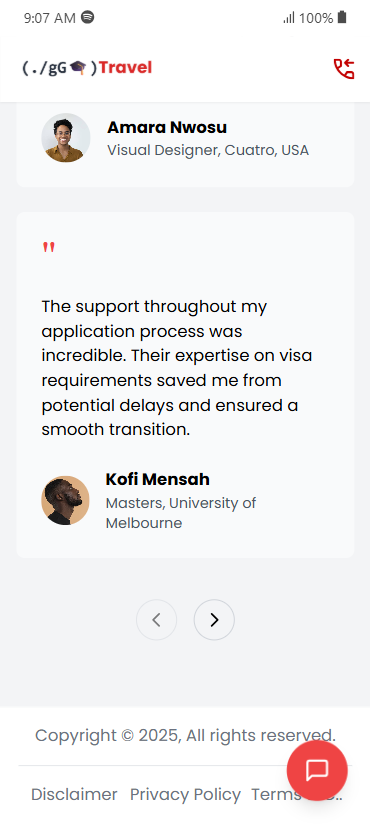 9:07 AM 100%
(./gG🎓)Travel
Amara Nwosu
Visual Designer, Cuatro, USA
"
The support throughout my
application process was
incredible. Their expertise on visa
requirements saved me from
potential delays and ensured a
smooth transition.
Kofi Mensah
Masters, University of
Melbourne
Copyright © 2025, All rights reserved.
Disclaimer Privacy Policy Terms